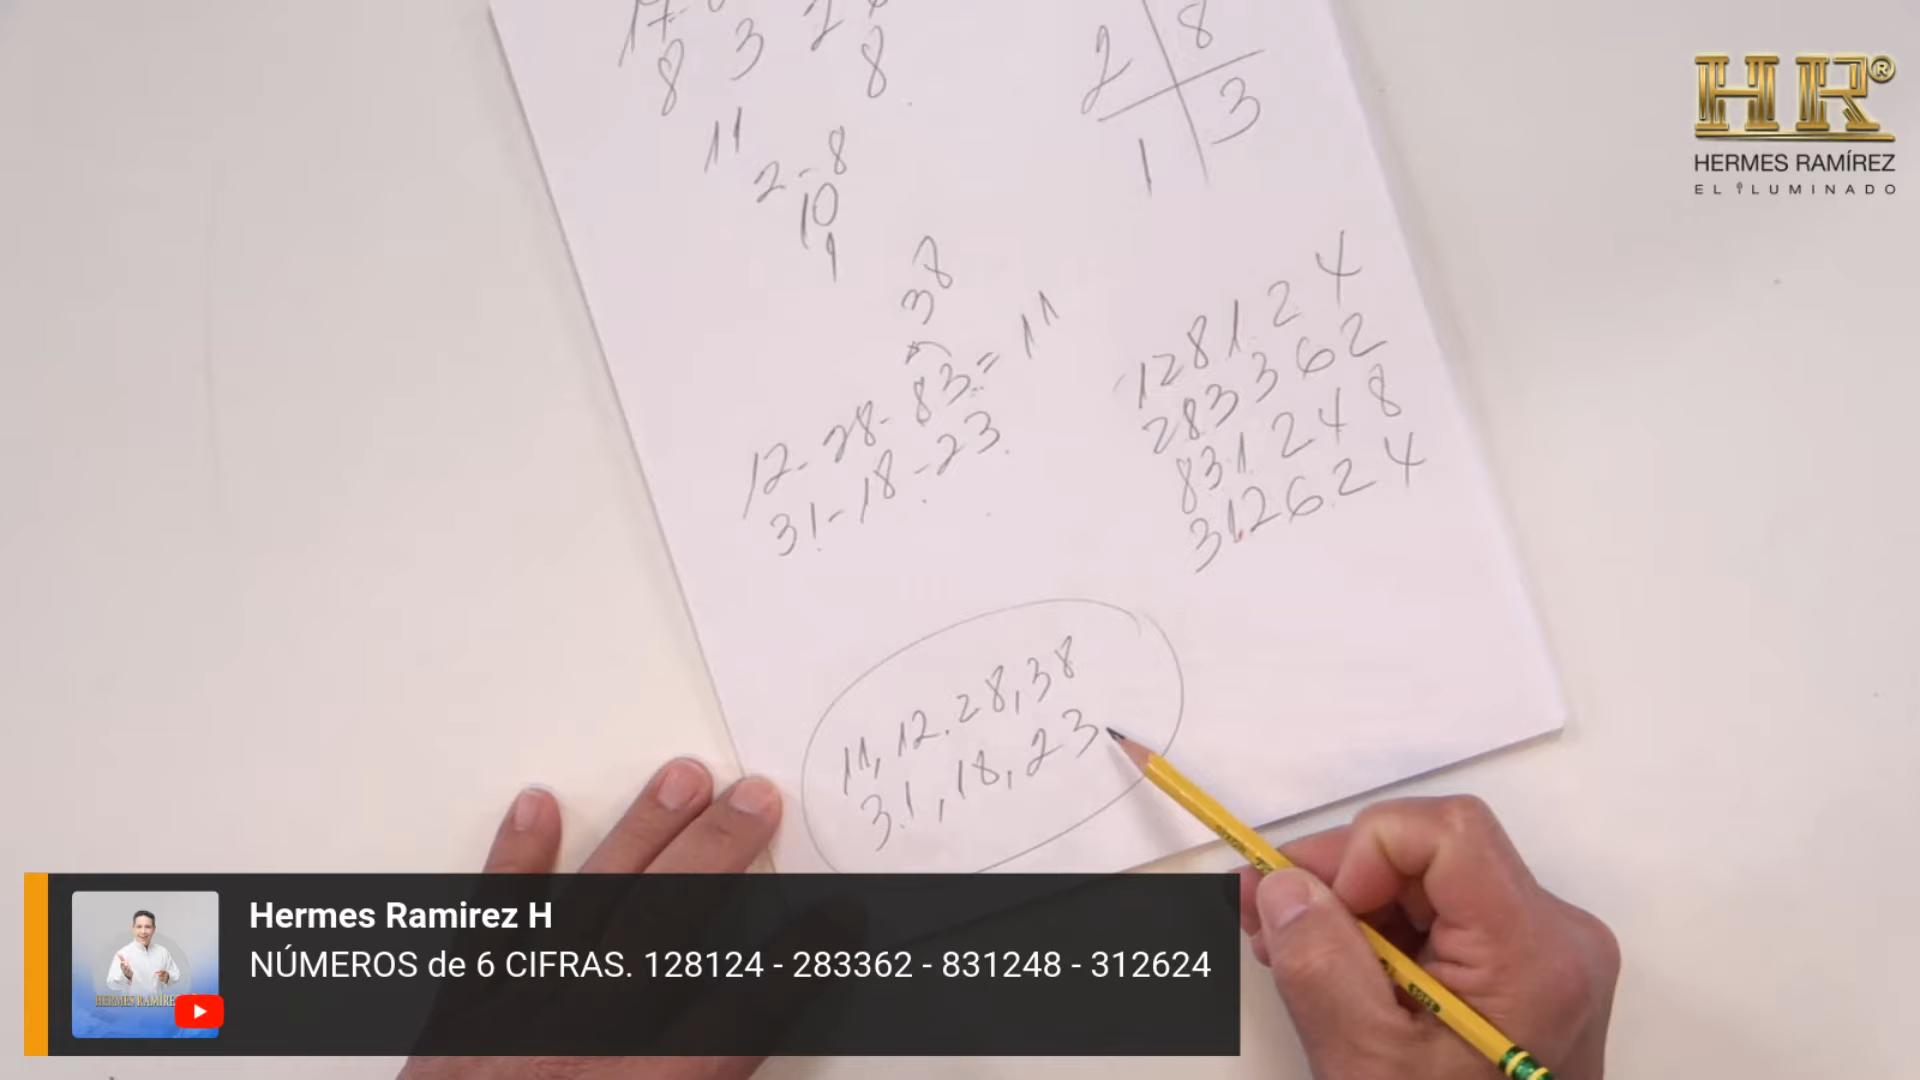 8 3 2
8
11
2 - 8
10
1
2 8
1 3
38
12 - 28 - 83 = 11
31 - 18 - 23
128124
283362
831248
312624
11, 12. 28, 38
31, 18, 23
HR®
HERMES RAMÍREZ
EL ILUMINADO
Hermes Ramirez H
NÚMEROS de 6 CIFRAS. 128124 - 283362 - 831248 - 312624